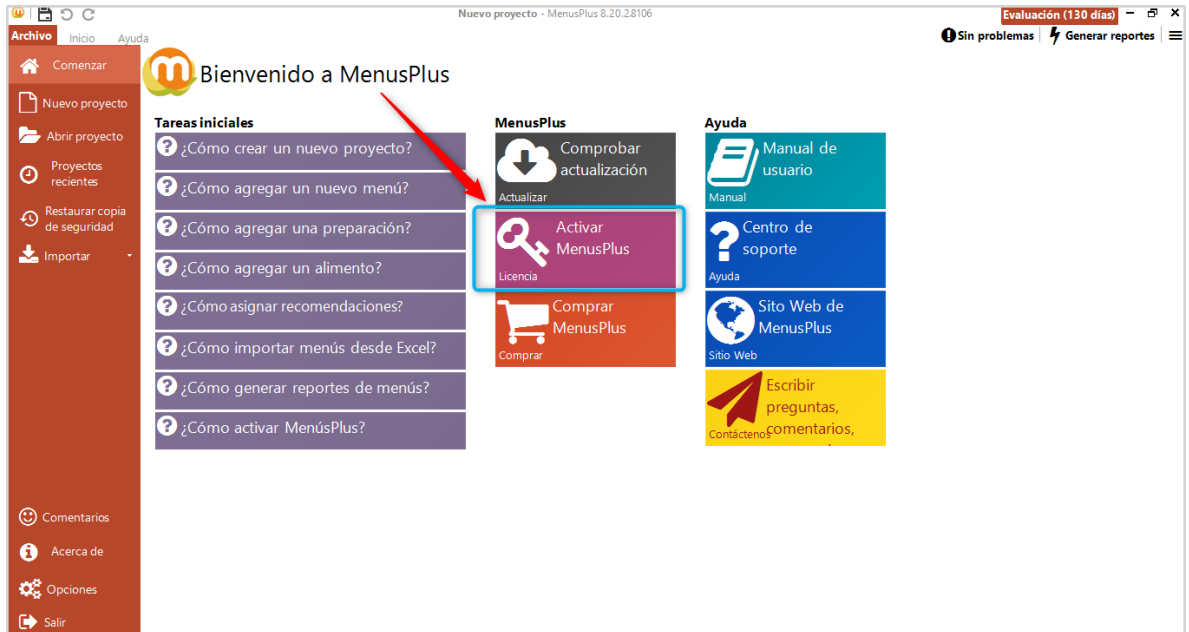 Nuevo proyecto - MenusPlus 8.20.2.8106
Evaluación (130 días)
Archivo
Inicio
Ayuda
Sin problemas
Generar reportes
Comenzar
Nuevo proyecto
Abrir proyecto
Proyectos
recientes
Restaurar copia
de seguridad
Importar
Comentarios
Acerca de
Opciones
Salir
Bienvenido a MenusPlus
Tareas iniciales
¿Cómo crear un nuevo proyecto?
¿Cómo agregar un nuevo menú?
¿Cómo agregar una preparación?
¿Cómo agregar un alimento?
¿Cómo asignar recomendaciones?
¿Cómo importar menús desde Excel?
¿Cómo generar reportes de menús?
¿Cómo activar MenúsPlus?
MenusPlus
Comprobar
actualización
Actualizar
Activar
MenusPlus
Licencia
Comprar
MenusPlus
Comprar
Ayuda
Manual de
usuario
Manual
Centro de
soporte
Ayuda
Sito Web de
MenusPlus
Sitio Web
Escribir
preguntas,
comentarios,
Contáctenos